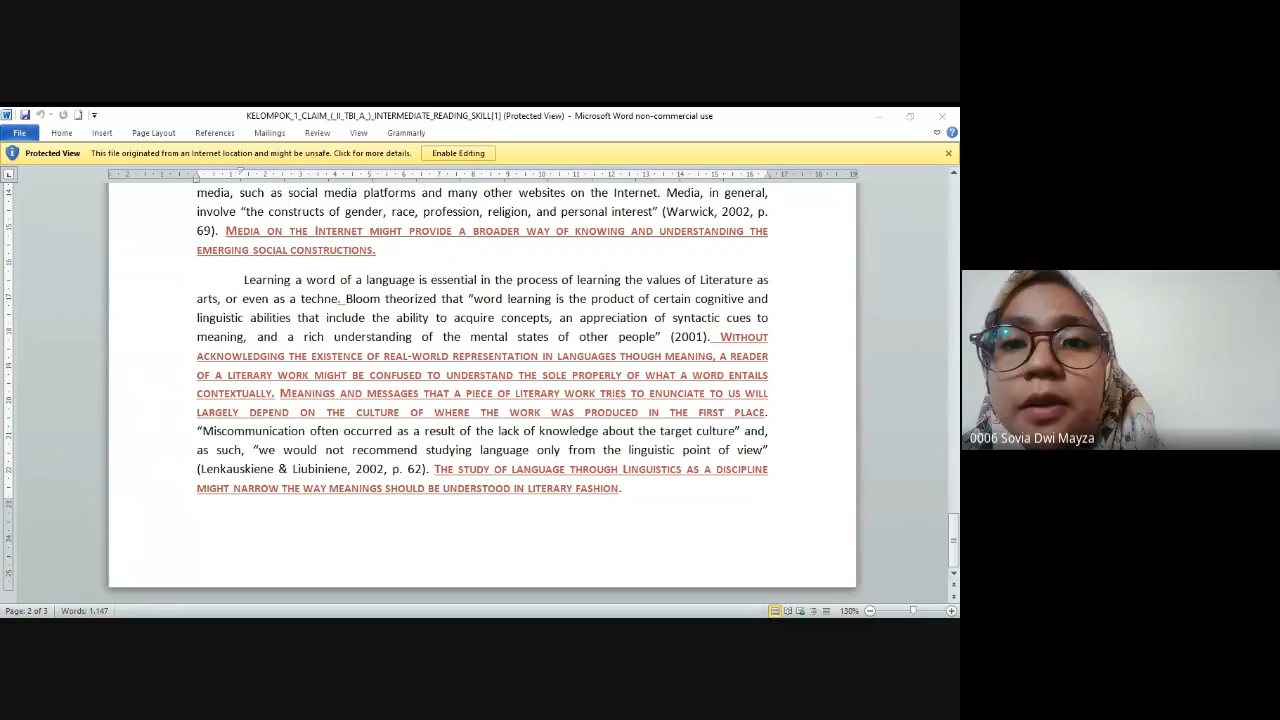 KELOMPOK_1_CLAIM_(_II_TBI_A_)_INTERMEDIATE_READING_SKILL[1] (Protected View) - Microsoft Word non-commercial use
File Home Insert Page Layout References Mailings Review View Grammarly
Protected View This file originated from an Internet location and might be unsafe. Click for more details. Enable Editing
media, such as social media platforms and many other websites on the Internet. Media, in general,
involve “the constructs of gender, race, profession, religion, and personal interest” (Warwick, 2002, p.
69). MEDIA ON THE INTERNET MIGHT PROVIDE A BROADER WAY OF KNOWING AND UNDERSTANDING THE
EMERGING SOCIAL CONSTRUCTIONS.
Learning a word of a language is essential in the process of learning the values of Literature as
arts, or even as a techne. Bloom theorized that “word learning is the product of certain cognitive and
linguistic abilities that include the ability to acquire concepts, an appreciation of syntactic cues to
meaning, and a rich understanding of the mental states of other people” (2001). WITHOUT
ACKNOWLEDGING THE EXISTENCE OF REAL-WORLD REPRESENTATION IN LANGUAGES THOUGH MEANING, A READER
OF A LITERARY WORK MIGHT BE CONFUSED TO UNDERSTAND THE SOLE PROPERLY OF WHAT A WORD ENTAILS
CONTEXTUALLY. MEANINGS AND MESSAGES THAT A PIECE OF LITERARY WORK TRIES TO ENUNCIATE TO US WILL
LARGELY DEPEND ON THE CULTURE OF WHERE THE WORK WAS PRODUCED IN THE FIRST PLACE.
“Miscommunication often occurred as a result of the lack of knowledge about the target culture” and,
as such, “we would not recommend studying language only from the linguistic point of view”
(Lenkauskiene & Liubiniene, 2002, p. 62). THE STUDY OF LANGUAGE THROUGH LINGUISTICS AS A DISCIPLINE
MIGHT NARROW THE WAY MEANINGS SHOULD BE UNDERSTOOD IN LITERARY FASHION.
Page: 2 of 3 Words: 1,147 130%
0006 Sovia Dwi Mayza